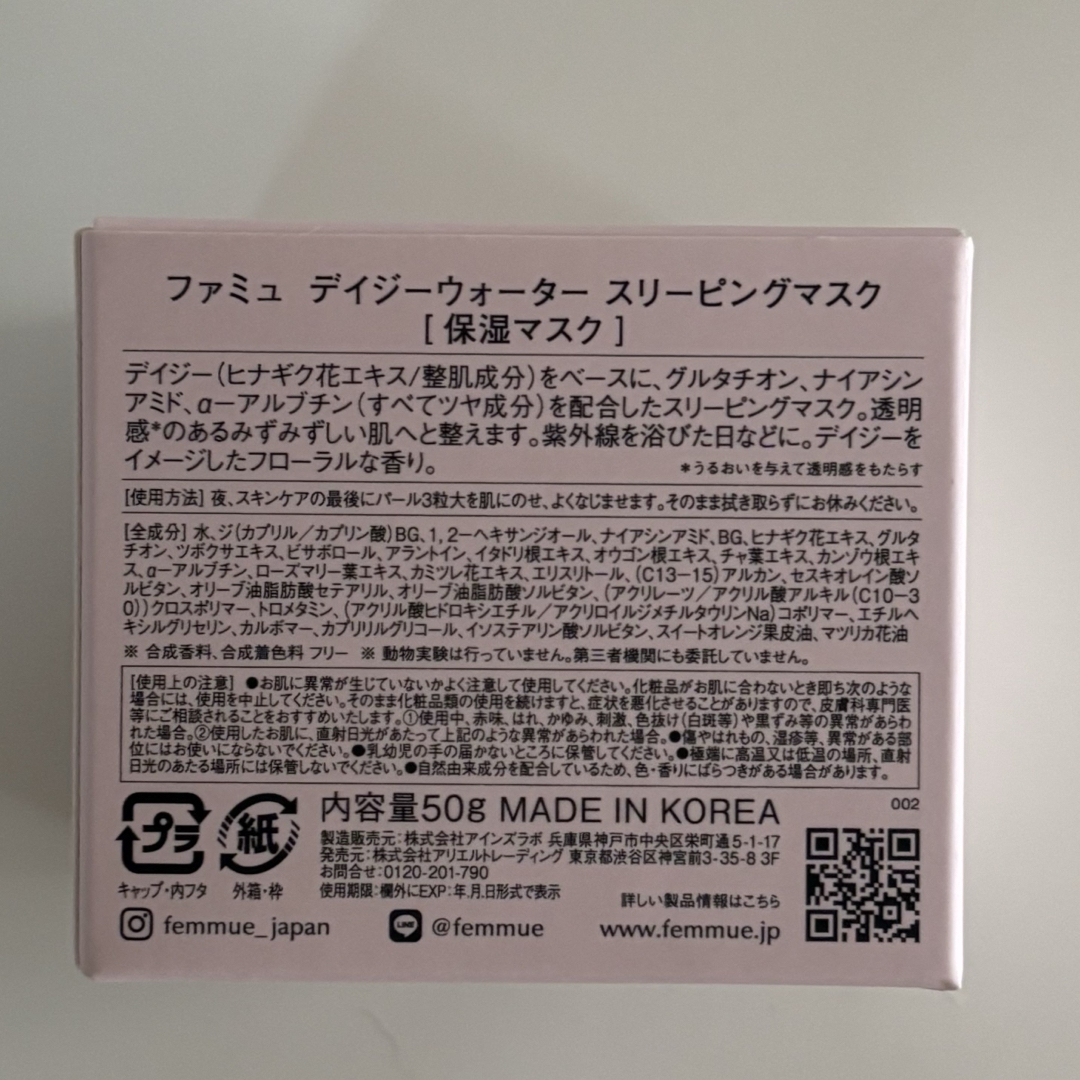 ファミュ デイジーウォーター スリーピングマスク
[ 保湿マスク ]
デイジー（ヒナギク花エキス/整肌成分）をベースに、グルタチオン、ナイアシン
アミド、α－アルブチン（すべてツヤ成分）を配合したスリーピングマスク。透明
感*のあるみずみずしい肌へと整えます。紫外線を浴びた日などに。デイジーを
イメージしたフローラルな香り。
*うるおいを与えて透明感をもたらす
[使用方法] 夜、スキンケアの最後にパール3粒大を肌にのせ、よくなじませます。そのまま拭き取らずにお休みください。
[全成分] 水、ジ(カプリル／カプリン酸)BG、1,2－ヘキサンジオール、ナイアシンアミド、BG、ヒナギク花エキス、グルタ
チオン、ツボクサエキス、ビサボロール、アラントイン、イタドリ根エキス、オウゴン根エキス、チャ葉エキス、カンゾウ根エキ
ス、α－アルブチン、ローズマリー葉エキス、カミツレ花エキス、エリスリトール、(C13－15)アルカン、セスキオレイン酸ソ
ルビタン、オリーブ油脂肪酸セテアリル、オリーブ油脂肪酸ソルビタン、(アクリレーツ／アクリル酸アルキル(C10－3
0))クロスポリマー、トロメタミン、(アクリル酸ヒドロキシエチル／アクリロイルジメチルタウリンNa)コポリマー、エチルヘ
キシルグリセリン、カルボマー、カプリリルグリコール、イソステアリン酸ソルビタン、スイートオレンジ果皮油、マツリカ花油
※ 合成香料、合成着色料 フリー ※ 動物実験は行っていません。第三者機関にも委託していません。
[使用上の注意] ●お肌に異常が生じていないかよく注意して使用してください。化粧品がお肌に合わないとき即ち次のような
場合には、使用を中止してください。そのまま化粧品類の使用を続けますと、症状を悪化させることがありますので、皮膚科専門医
等にご相談されることをおすすめいたします。①使用中、赤味、はれ、かゆみ、刺激、色抜け(白斑等)や黒ずみ等の異常があらわ
れた場合。②使用したお肌に、直射日光があたって上記のような異常があらわれた場合。●傷やはれもの、湿疹等、異常がある部
位にはお使いにならないでください。●乳幼児の手の届かないところに保管してください。●極端に高温又は低温の場所、直射
日光のあたる場所には保管しないでください。●自然由来成分を配合しているため、色・香りにばらつきがある場合があります。
プラ
キャップ・内フタ
紙
外箱・枠
内容量50g MADE IN KOREA
002
製造販売元：株式会社アインズラボ 兵庫県神戸市中央区栄町通5-1-17
発売元：株式会社アリエルトレーディング 東京都渋谷区神宮前3-35-8 3F
お問合せ：0120-201-790
使用期限：欄外にEXP：年.月.日形式で表示
詳しい製品情報はこちら
femmue_japan
LINE
@femmue
www.femmue.jp